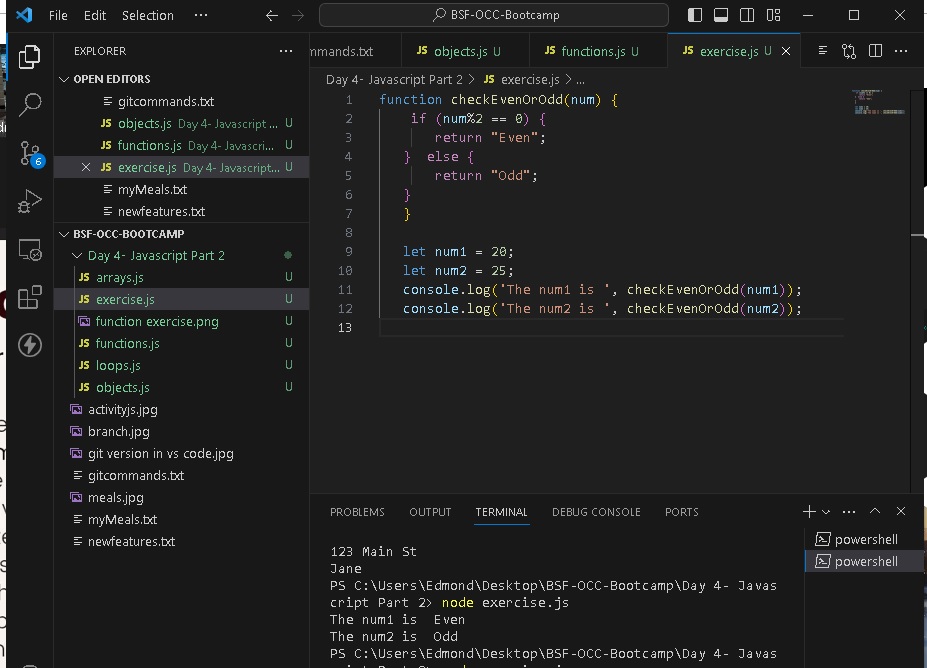 File Edit Selection ··· BSF-OCC-Bootcamp
EXPLORER ···
OPEN EDITORS
gitcommands.txt
JS objects.js Day 4- Javascript ... U
JS functions.js Day 4- Javascri... U
JS exercise.js Day 4- Javascript... U
myMeals.txt
newfeatures.txt
BSF-OCC-BOOTCAMP
Day 4- Javascript Part 2
JS arrays.js U
JS exercise.js U
function exercise.png U
JS functions.js U
JS loops.js U
JS objects.js U
activityjs.jpg
branch.jpg
git version in vs code.jpg
gitcommands.txt
meals.jpg
myMeals.txt
newfeatures.txt
6
mmands.txt JS objects.js U JS functions.js U JS exercise.js U
Day 4- Javascript Part 2 > JS exercise.js > ...
1 function checkEvenOrOdd(num) {
2 if (num%2 == 0) {
3 return "Even";
4 } else {
5 return "Odd";
6 }
7 }
8
9 let num1 = 20;
10 let num2 = 25;
11 console.log('The num1 is ', checkEvenOrOdd(num1));
12 console.log('The num2 is ', checkEvenOrOdd(num2));
13
PROBLEMS OUTPUT TERMINAL DEBUG CONSOLE PORTS
123 Main St
Jane
PS C:\Users\Edmond\Desktop\BSF-OCC-Bootcamp\Day 4- Javas
cript Part 2> node exercise.js
The num1 is  Even
The num2 is  Odd
PS C:\Users\Edmond\Desktop\BSF-OCC-Bootcamp\Day 4- Javas
powershell
powershell